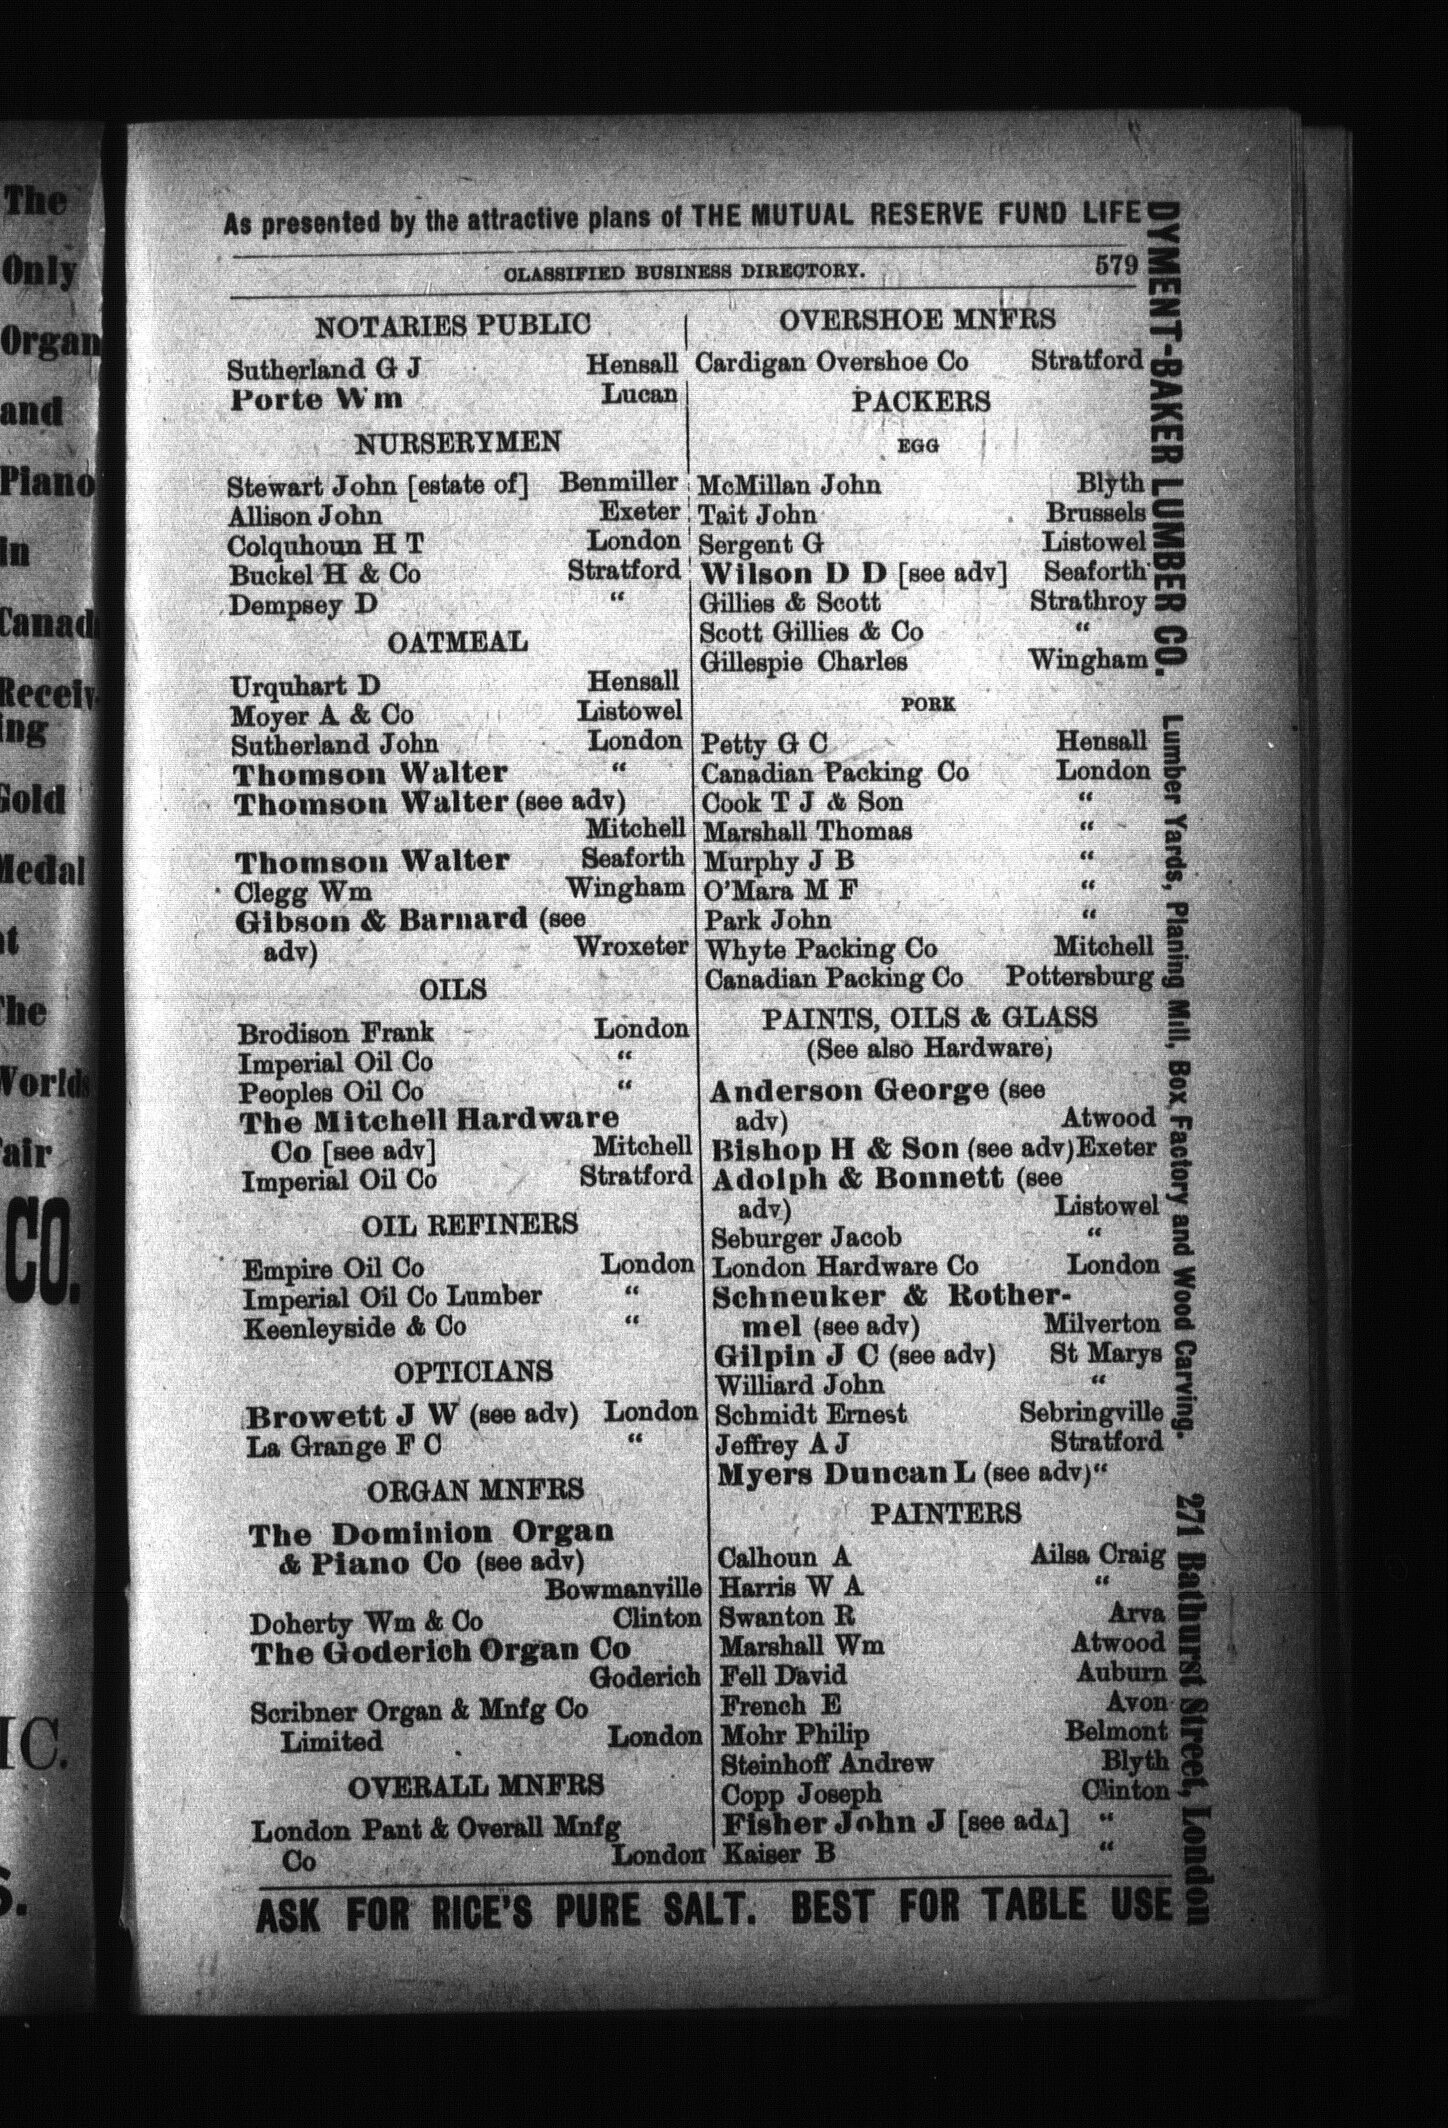 The
Only
Organ
and
Piano
in
Canad
Receiv-
ing
Gold
Medal
at
The
Worlds
Fair
CO.
As presented by the attractive plans of THE MUTUAL RESERVE FUND LIFE
CLASSIFIED BUSINESS DIRECTORY. 579
NOTARIES PUBLIC
Sutherland G J Hensall
Porte Wm Lucan
NURSERYMEN
Stewart John [estate of] Benmiller
Allison John Exeter
Colquhoun H T London
Buckel H & Co Stratford
Dempsey D "
OATMEAL
Urquhart D Hensall
Moyer A & Co Listowel
Sutherland John London
Thomson Walter "
Thomson Walter (see adv)
Mitchell
Thomson Walter Seaforth
Clegg Wm Wingham
Gibson & Barnard (see
adv) Wroxeter
OILS
Brodison Frank London
Imperial Oil Co "
Peoples Oil Co "
The Mitchell Hardware
Co [see adv] Mitchell
Imperial Oil Co Stratford
OIL REFINERS
Empire Oil Co London
Imperial Oil Co Lumber "
Keenleyside & Co "
OPTICIANS
Browett J W (see adv) London
La Grange F C "
ORGAN MNFRS
The Dominion Organ
& Piano Co (see adv)
Bowmanville
Doherty Wm & Co Clinton
The Goderich Organ Co
Goderich
Scribner Organ & Mnfg Co
Limited London
OVERALL MNFRS
London Pant & Overall Mnfg
Co London
OVERSHOE MNFRS
Cardigan Overshoe Co Stratford
PACKERS
EGG
McMillan John Blyth
Tait John Brussels
Sergent G Listowel
Wilson D D [see adv] Seaforth
Gillies & Scott Strathroy
Scott Gillies & Co "
Gillespie Charles Wingham
PORK
Petty G C Hensall
Canadian Packing Co London
Cook T J & Son "
Marshall Thomas "
Murphy J B "
O'Mara M F "
Park John "
Whyte Packing Co Mitchell
Canadian Packing Co Pottersburg
PAINTS, OILS & GLASS
(See also Hardware)
Anderson George (see
adv) Atwood
Bishop H & Son (see adv) Exeter
Adolph & Bonnett (see
adv) Listowel
Seburger Jacob "
London Hardware Co London
Schneuker & Rother-
mel (see adv) Milverton
Gilpin J C (see adv) St Marys
Williard John "
Schmidt Ernest Sebringville
Jeffrey A J Stratford
Myers Duncan L (see adv) "
PAINTERS
Calhoun A Ailsa Craig
Harris W A "
Swanton R Arva
Marshall Wm Atwood
Fell David Auburn
French E Avon
Mohr Philip Belmont
Steinhoff Andrew Blyth
Copp Joseph Clinton
Fisher John J [see adA] "
Kaiser B "
DYMENT-BAKER LUMBER CO. Lumber Yards, Planing Mill, Box Factory and Wood Carving. 271 Bathurst Street, London
ASK FOR RICE'S PURE SALT. BEST FOR TABLE USE